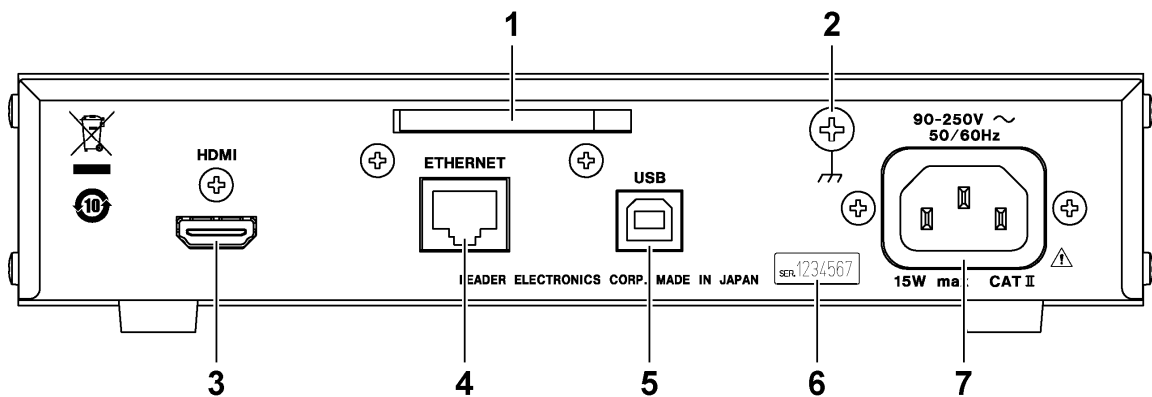 1 2
90-250V ～
50/60Hz
HDMI
ETHERNET
USB
10
SER. 1234567
LEADER ELECTRONICS CORP. MADE IN JAPAN
15W max CAT II
3 4 5 6 7